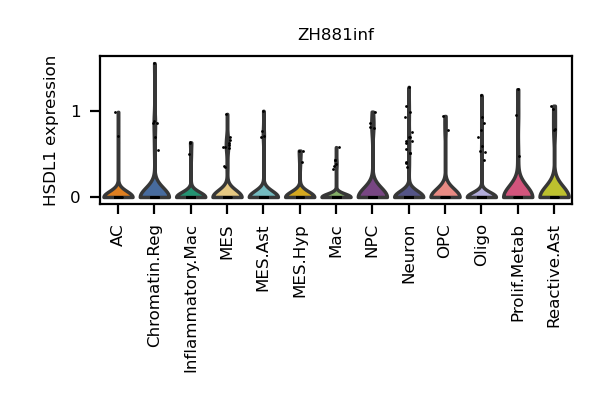 ZH881inf
HSDL1 expression
1
0
AC
Chromatin.Reg
Inflammatory.Mac
MES
MES.Ast
MES.Hyp
Mac
NPC
Neuron
OPC
Oligo
Prolif.Metab
Reactive.Ast